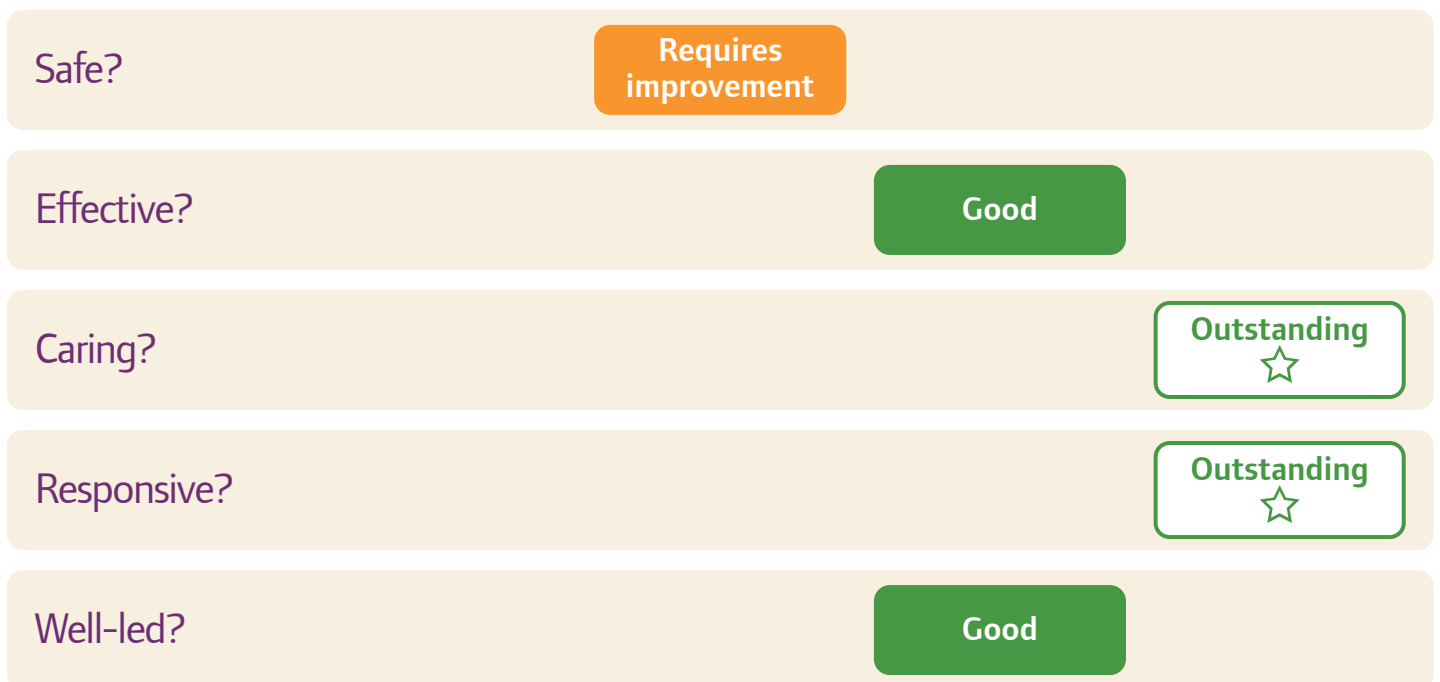 Safe?
Requires
improvement
Effective?
Good
Caring?
Outstanding
Responsive?
Outstanding
Well-led?
Good